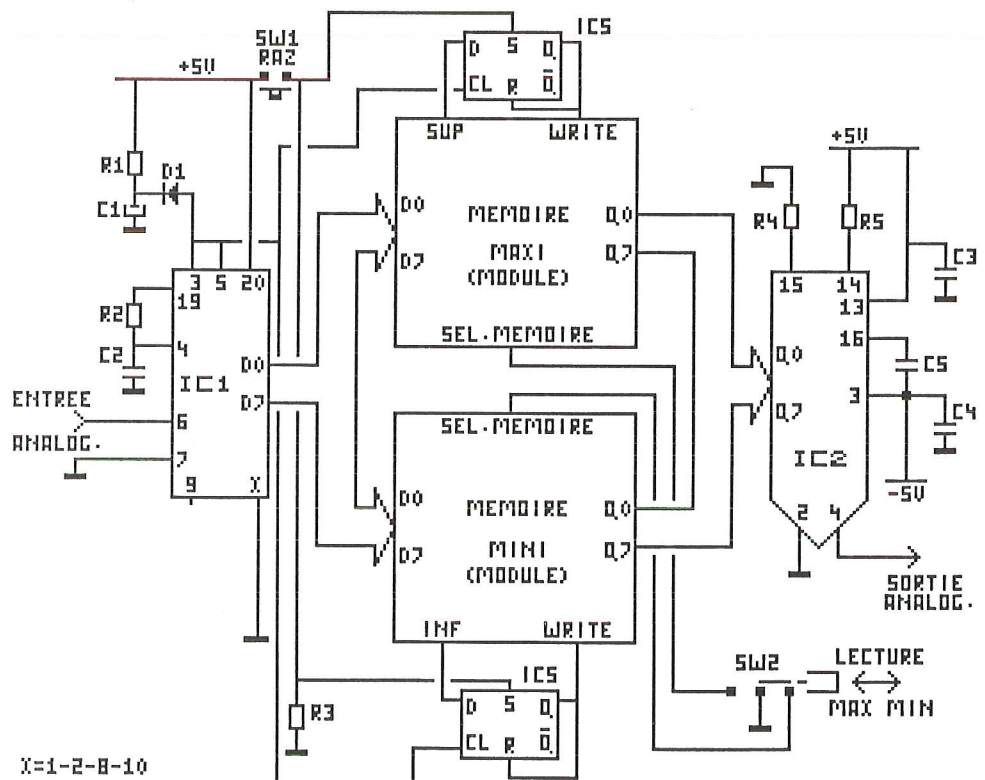 SW1
RAZ
+5V
IC5
D S Q
CL R Q̅
SUP WRITE
R1
D1
C1
MEMOIRE
MAXI
(MODULE)
D0
D7
Q0
Q7
SEL.MEMOIRE
+5V
R4
R5
C3
3 5 20
19
R2
4
C2
D0
IC1
D7
ENTREE
ANALOG.
6
7
9 X
15 14
13
16
Q0
C5
Q7
3
C4
IC2
-5V
2 4
SORTIE
ANALOG.
SEL.MEMOIRE
D0
D7
MEMOIRE
MINI
(MODULE)
Q0
Q7
INF WRITE
IC5
D S Q
CL R Q̅
R3
SW2
LECTURE
MAX MIN
X=1-2-8-10